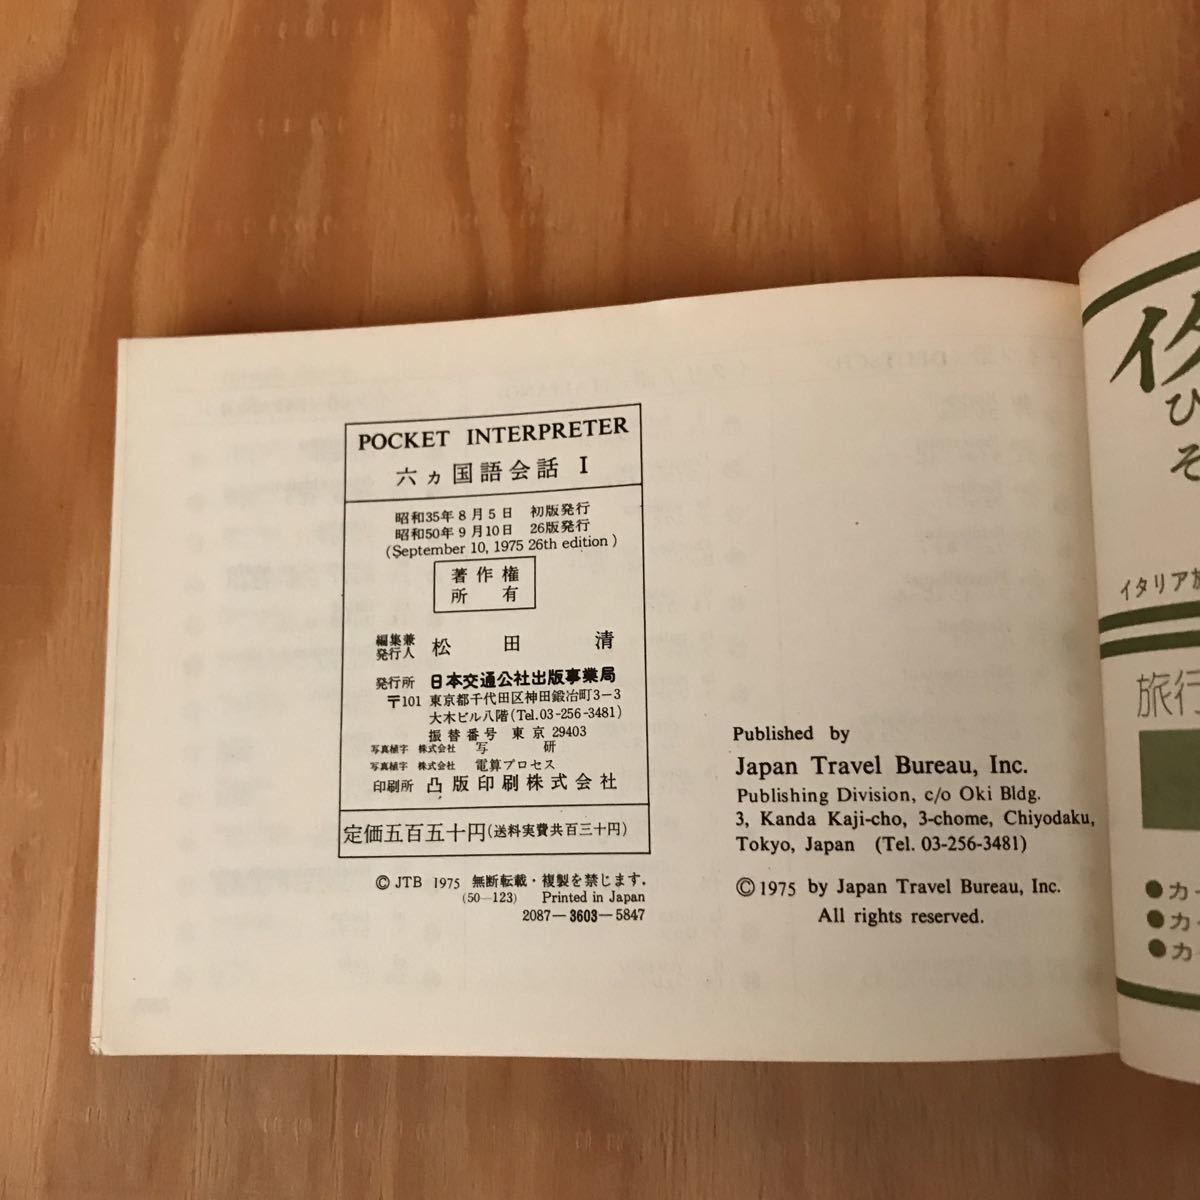 POCKET INTERPRETER
六ヵ国語会話 I
昭和35年8月5日 初版発行
昭和50年9月10日 26版発行
(September 10, 1975 26th edition)
著作権
所有
編集兼
発行人 松田 清
発行所 日本交通公社出版事業局
〒101 東京都千代田区神田鍛冶町3−3
大木ビル八階(Tel.03-256-3481)
振替番号 東京 29403
写真植字 株式会社 写研
写真植字 株式会社 電算プロセス
印刷所 凸版印刷株式会社
定価五百五十円(送料実費共百三十円)
© JTB 1975 無断転載・複製を禁じます.
(50—123) Printed in Japan
2087—3603—5847
Published by
Japan Travel Bureau, Inc.
Publishing Division, c/o Oki Bldg.
3, Kanda Kaji-cho, 3-chome, Chiyodaku,
Tokyo, Japan (Tel. 03-256-3481)
© 1975 by Japan Travel Bureau, Inc.
All rights reserved.
イタ
ひ
そ
イタリア旅
旅行
●カー
●カー
●カー